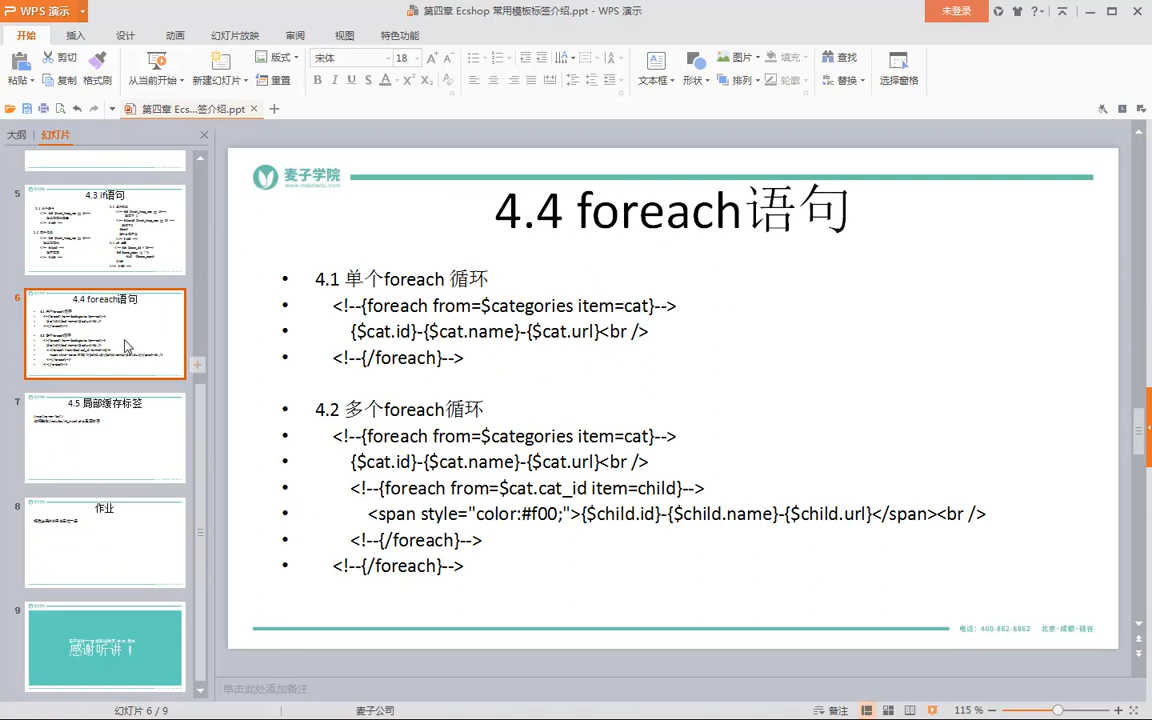 WPS 演示
第四章 Ecshop 常用模板标签介绍.ppt - WPS 演示
未登录
开始 插入 设计 动画 幻灯片放映 审阅 视图 特色功能
粘贴 剪切 复制 格式刷 从当前开始 新建幻灯片 版式 重置 宋体 18 B I U S A X² X₂ 文本框 形状 图片 排列 填充 轮廓 查找 替换 选择窗格
第四章 Ecs...签介绍.ppt
大纲 幻灯片
5
4.3 if语句
6
4.4 foreach语句
7
4.5 局部缓存标签
8
作业
9
感谢听讲!
麦子学院
www.maiziedu.com
4.4 foreach语句
• 4.1 单个foreach 循环
• <!--{foreach from=$categories item=cat}-->
• {$cat.id}-{$cat.name}-{$cat.url}<br />
• <!--{/foreach}-->
• 4.2 多个foreach循环
• <!--{foreach from=$categories item=cat}-->
• {$cat.id}-{$cat.name}-{$cat.url}<br />
• <!--{foreach from=$cat.cat_id item=child}-->
• <span style="color:#f00;">{$child.id}-{$child.name}-{$child.url}</span><br />
• <!--{/foreach}-->
• <!--{/foreach}-->
电话:400-862-8862 北京·成都·硅谷
单击此处添加备注
幻灯片 6 / 9 麦子公司 备注 115 %